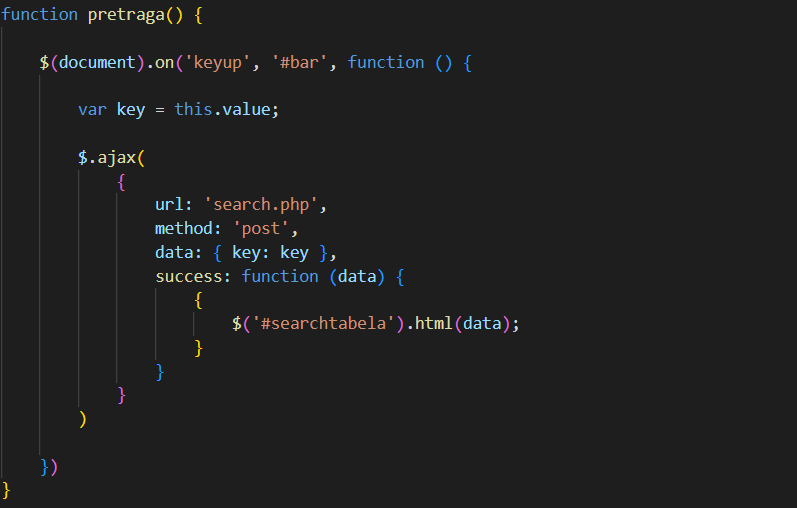 function pretraga() {
$(document).on('keyup', '#bar', function () {
var key = this.value;
$.ajax(
{
url: 'search.php',
method: 'post',
data: { key: key },
success: function (data) {
{
$('#searchtabela').html(data);
}
}
}
)
})
}